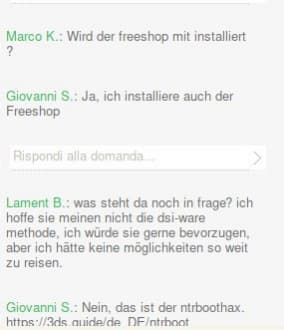 Marco K.: Wird der freeshop mit installiert
?
Giovanni S.: Ja, ich installiere auch der
Freeshop
Rispondi alla domanda...
Lament B.: was steht da noch in frage? ich
hoffe sie meinen nicht die dsi-ware
methode, ich würde sie gerne bevorzugen,
aber ich hätte keine möglichkeiten so weit
zu reisen.
Giovanni S.: Nein, das ist der ntrboothax.
https://3ds.guide/de_DE/ntrboot